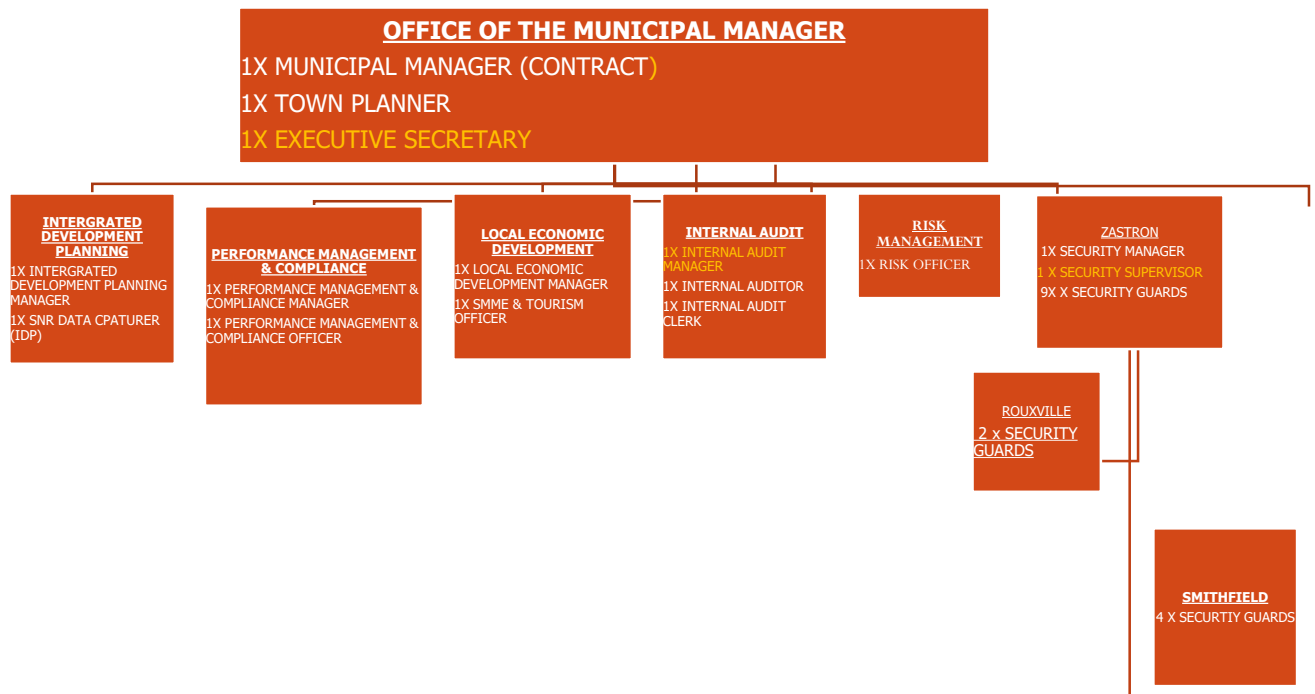 OFFICE OF THE MUNICIPAL MANAGER
1X MUNICIPAL MANAGER (CONTRACT)
1X TOWN PLANNER
1X EXECUTIVE SECRETARY
INTERGRATED
DEVELOPMENT
PLANNING
1X INTERGRATED
DEVELOPMENT PLANNING
MANAGER
1X SNR DATA CPATURER
(IDP)
PERFORMANCE MANAGEMENT
& COMPLIANCE
1X PERFORMANCE MANAGEMENT &
COMPLIANCE MANAGER
1X PERFORMANCE MANAGEMENT &
COMPLIANCE OFFICER
LOCAL ECONOMIC
DEVELOPMENT
1X LOCAL ECONOMIC
DEVELOPMENT MANAGER
1X SMME & TOURISM
OFFICER
INTERNAL AUDIT
1X INTERNAL AUDIT
MANAGER
1X INTERNAL AUDITOR
1X INTERNAL AUDIT
CLERK
RISK
MANAGEMENT
1X RISK OFFICER
ZASTRON
1X SECURITY MANAGER
1 X SECURITY SUPERVISOR
9X X SECURITY GUARDS
ROUXVILLE
2 x SECURITY
GUARDS
SMITHFIELD
4 X SECURTIY GUARDS